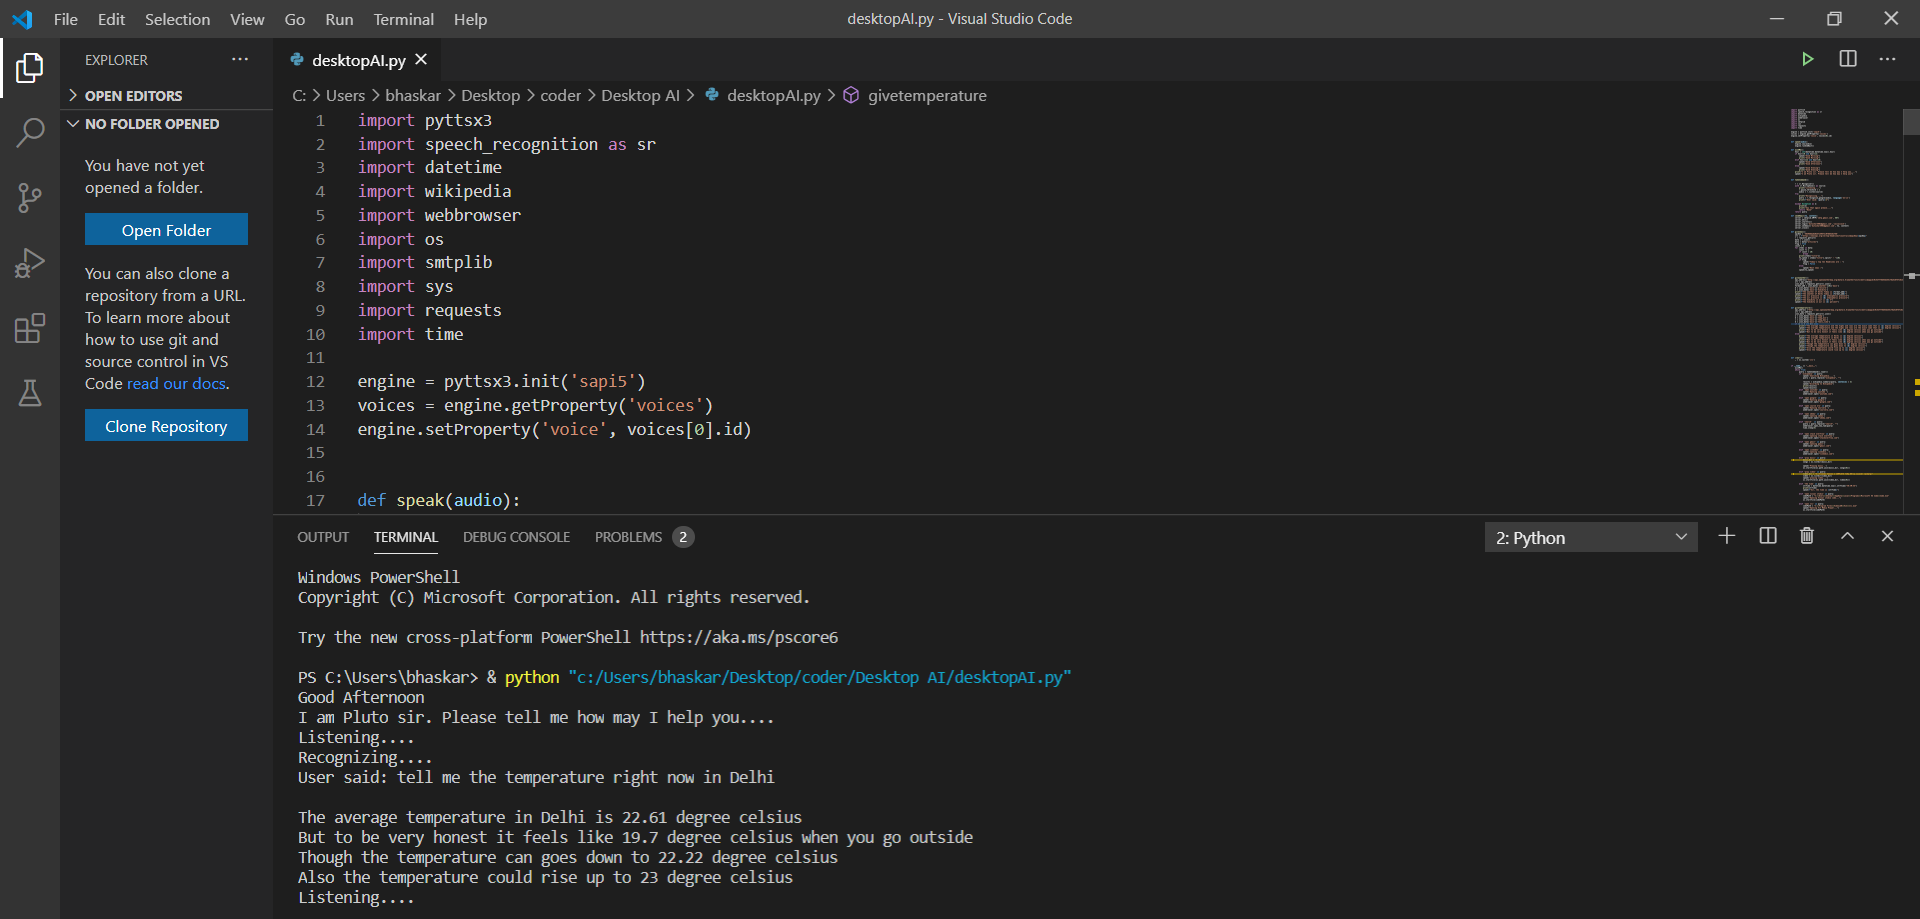 File Edit Selection View Go Run Terminal Help
desktopAI.py - Visual Studio Code
EXPLORER
OPEN EDITORS
NO FOLDER OPENED
You have not yet
opened a folder.
Open Folder
You can also clone a
repository from a URL.
To learn more about
how to use git and
source control in VS
Code read our docs.
Clone Repository
desktopAI.py
C: > Users > bhaskar > Desktop > coder > Desktop AI > desktopAI.py > givetemperature
1 import pyttsx3
2 import speech_recognition as sr
3 import datetime
4 import wikipedia
5 import webbrowser
6 import os
7 import smtplib
8 import sys
9 import requests
10 import time
11
12 engine = pyttsx3.init('sapi5')
13 voices = engine.getProperty('voices')
14 engine.setProperty('voice', voices[0].id)
15
16
17 def speak(audio):
OUTPUT TERMINAL DEBUG CONSOLE PROBLEMS 2
2: Python
Windows PowerShell
Copyright (C) Microsoft Corporation. All rights reserved.
Try the new cross-platform PowerShell https://aka.ms/pscore6
PS C:\Users\bhaskar> & python "c:/Users/bhaskar/Desktop/coder/Desktop AI/desktopAI.py"
Good Afternoon
I am Pluto sir. Please tell me how may I help you....
Listening....
Recognizing....
User said: tell me the temperature right now in Delhi
The average temperature in Delhi is 22.61 degree celsius
But to be very honest it feels like 19.7 degree celsius when you go outside
Though the temperature can goes down to 22.22 degree celsius
Also the temperature could rise up to 23 degree celsius
Listening....